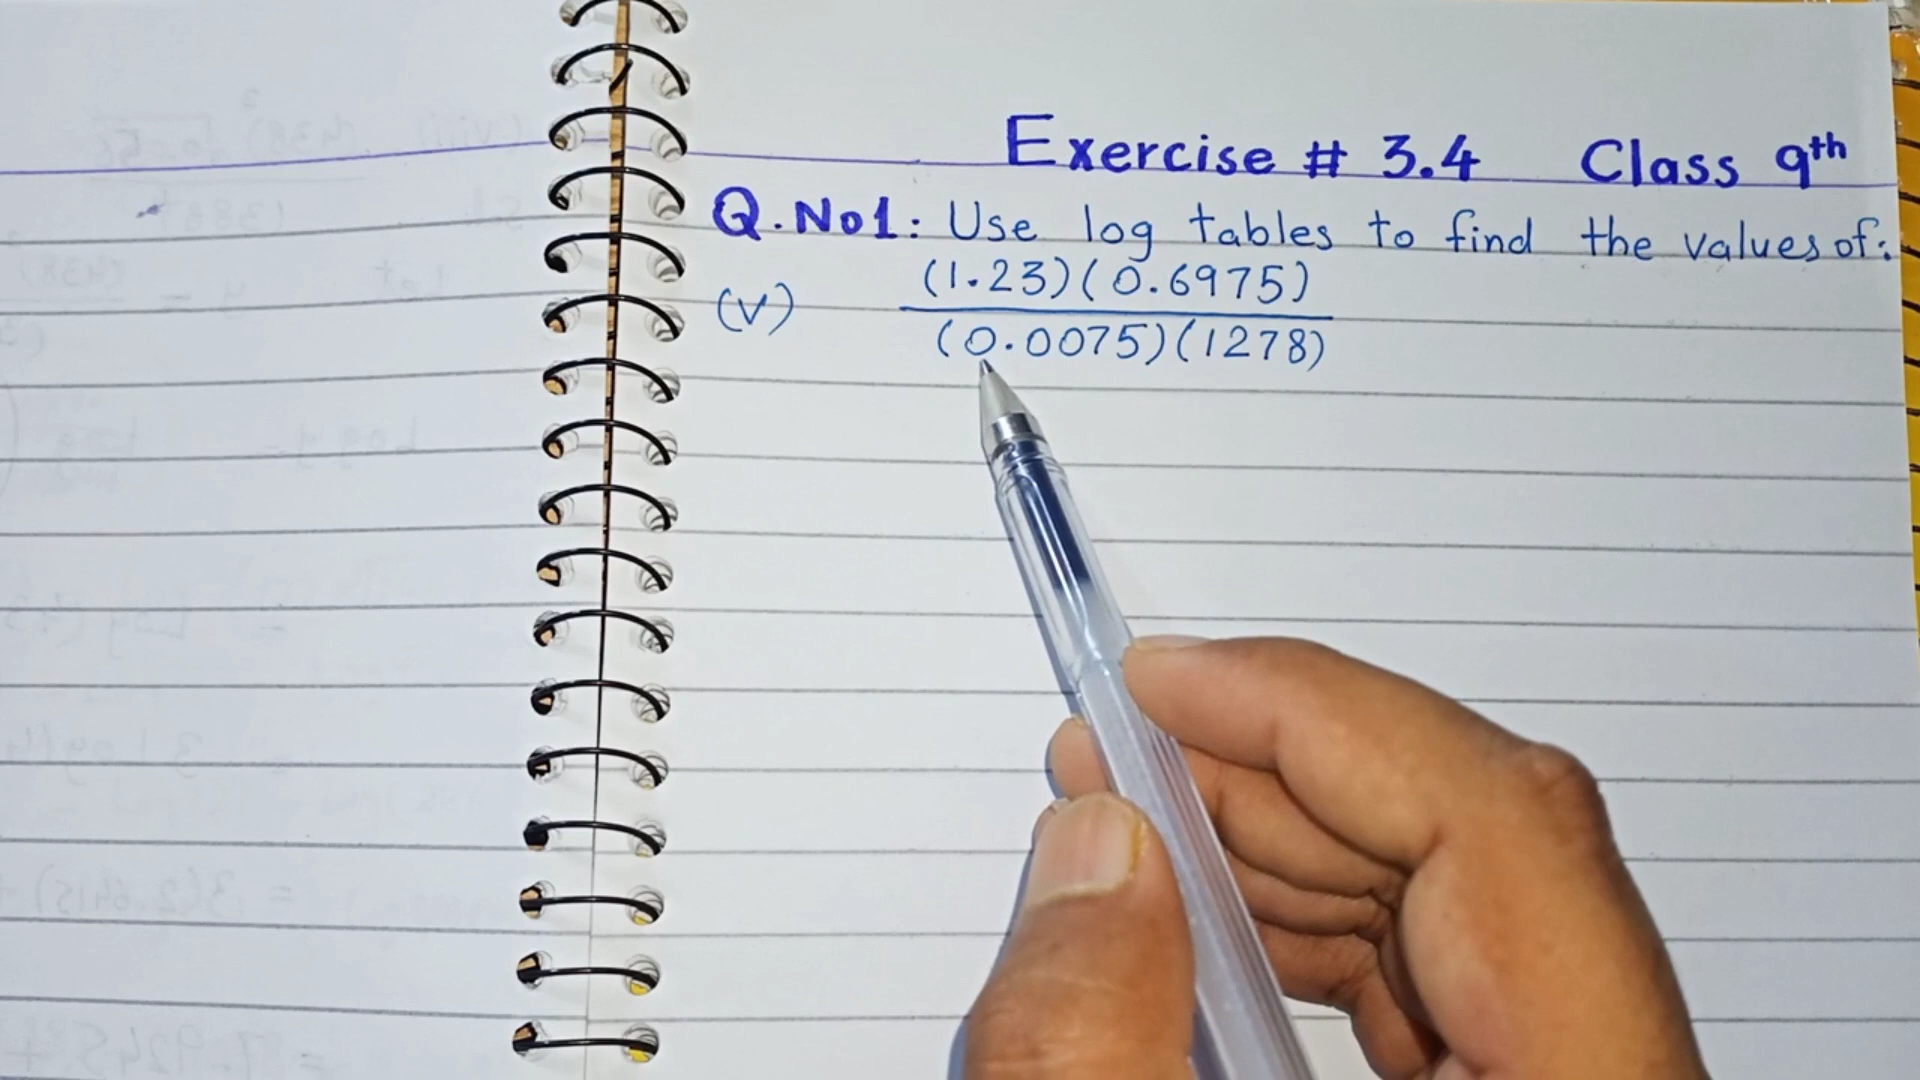 Exercise # 3.4 Class 9th
Q.No1: Use log tables to find the values of:
(1.23)(0.6975)
(v)
(0.0075)(1278)